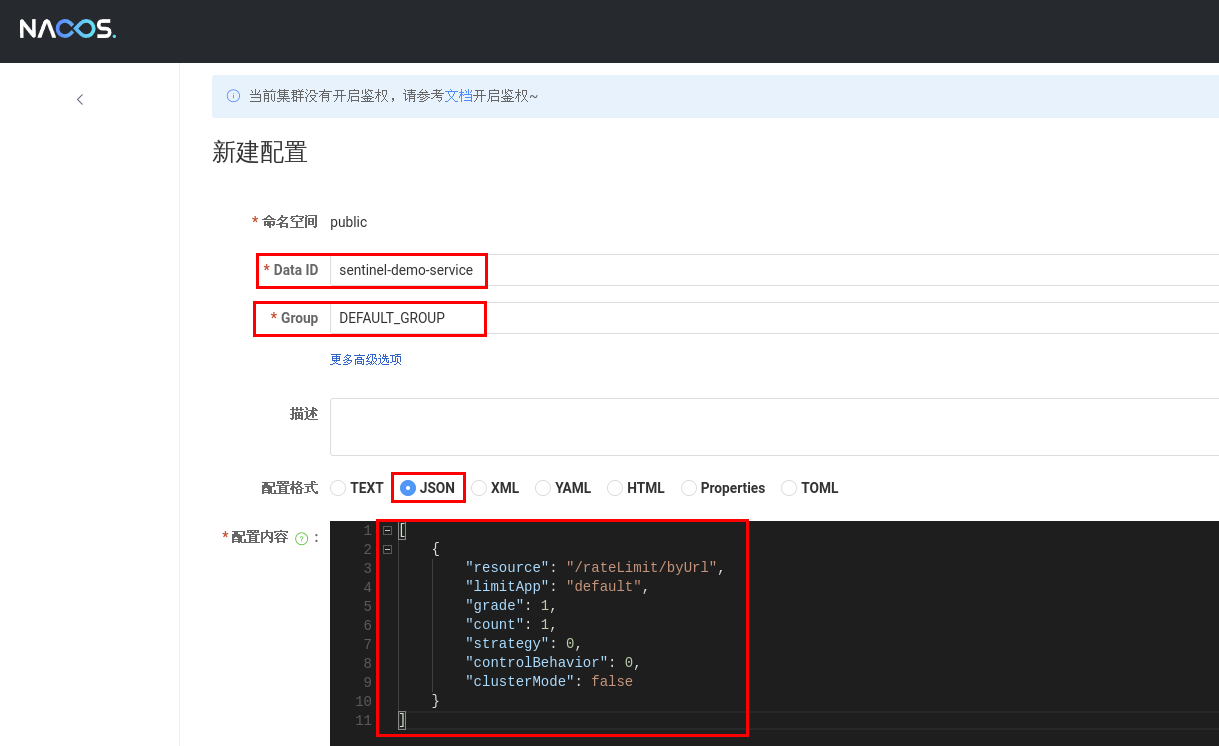 NACOS.
当前集群没有开启鉴权，请参考文档开启鉴权~
新建配置
* 命名空间 public
* Data ID sentinel-demo-service
* Group DEFAULT_GROUP
更多高级选项
描述
配置格式 TEXT JSON XML YAML HTML Properties TOML
* 配置内容 ? :
1 [
2 {
3 "resource": "/rateLimit/byUrl",
4 "limitApp": "default",
5 "grade": 1,
6 "count": 1,
7 "strategy": 0,
8 "controlBehavior": 0,
9 "clusterMode": false
10 }
11 ]